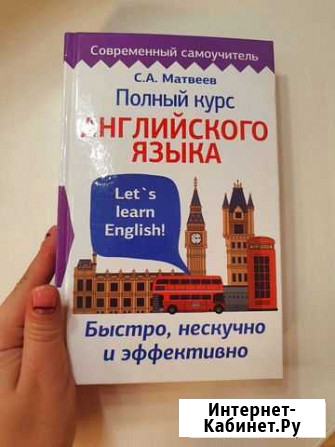 Современный самоучитель
С.А. Матвеев
Полный курс
АНГЛИЙСКОГО
ЯЗЫКА
Let`s
learn
English!
Быстро, нескучно
и эффективно
Интернет-
Кабинет.Ру